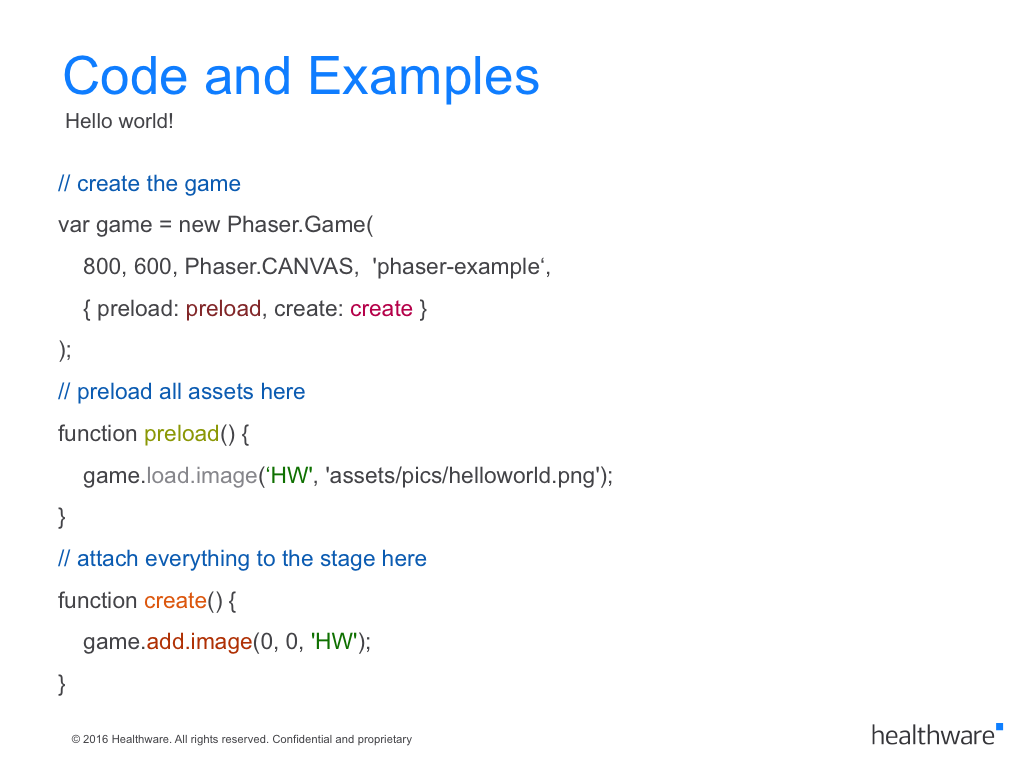 Code and Examples
Hello world!
// create the game
var game = new Phaser.Game(
800, 600, Phaser.CANVAS,  'phaser-example‘,
{ preload: preload, create: create }
);
// preload all assets here
function preload() {
game.load.image(‘HW', 'assets/pics/helloworld.png');
}
// attach everything to the stage here
function create() {
game.add.image(0, 0, 'HW');
}
© 2016 Healthware. All rights reserved. Confidential and proprietary
healthware